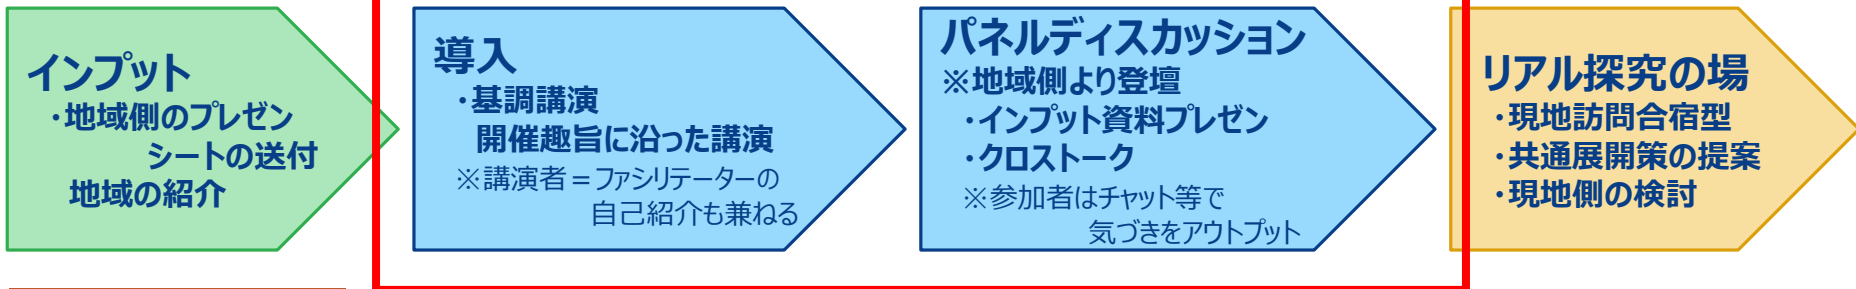 インプット
・地域側のプレゼン
シートの送付
地域の紹介
導入
・基調講演
開催趣旨に沿った講演
※講演者＝ファシリテーターの
自己紹介も兼ねる
パネルディスカッション
※地域側より登壇
・インプット資料プレゼン
・クロストーク
※参加者はチャット等で
気づきをアウトプット
リアル探究の場
・現地訪問合宿型
・共通展開策の提案
・現地側の検討